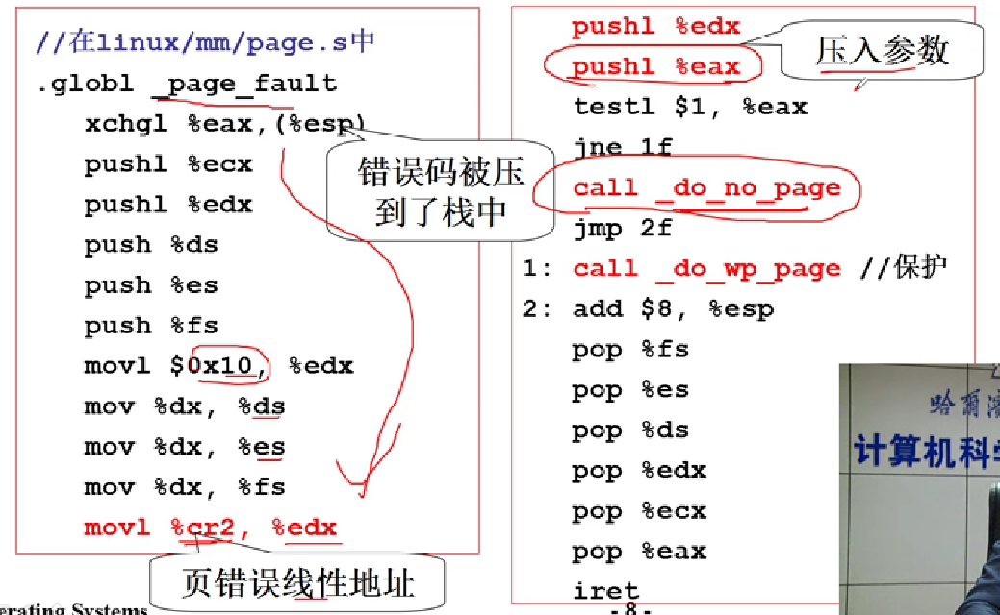 //在linux/mm/page.s中
.globl _page_fault
xchgl %eax,(%esp)
pushl %ecx
pushl %edx
push %ds
push %es
push %fs
movl $0x10, %edx
mov %dx, %ds
mov %dx, %es
mov %dx, %fs
movl %cr2, %edx
错误码被压
到了栈中
页错误线性地址
pushl %edx
pushl %eax
压入参数
testl $1, %eax
jne 1f
call _do_no_page
jmp 2f
1: call _do_wp_page //保护
2: add $8, %esp
pop %fs
pop %es
pop %ds
pop %edx
pop %ecx
pop %eax
iret
-8-
erating Systems
哈爾
计算机科